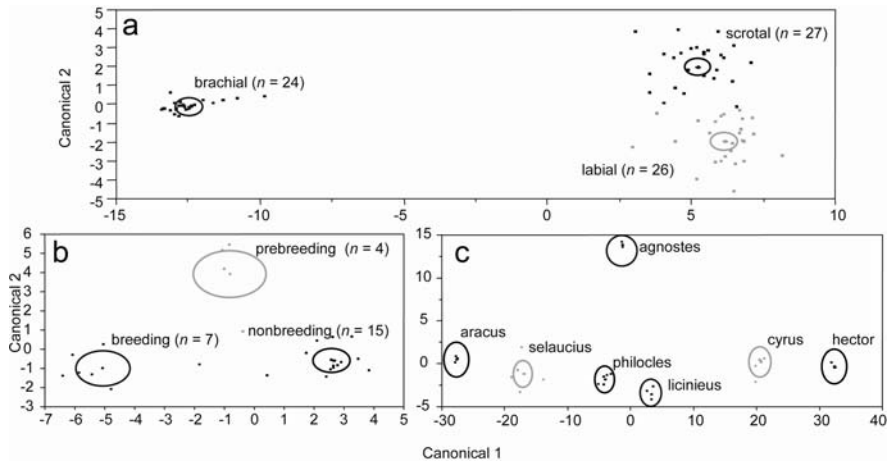 a
5
4
3
2
1
0
-1
-2
-3
-4
-5
Canonical 2
brachial (n = 24)
scrotal (n = 27)
labial (n = 26)
-15
-10
-5
0
5
10
b
6
5
4
3
2
1
0
-1
-2
-3
Canonical 2
prebreeding (n = 4)
breeding (n = 7)
nonbreeding (n = 15)
-7 -6 -5 -4 -3 -2 -1 0 1 2 3 4 5
c
15
10
5
0
-5
agnostes
aracus
selaucius
philocles
licinieus
cyrus
hector
-30 -20 -10 0 10 20 30 40
Canonical 1